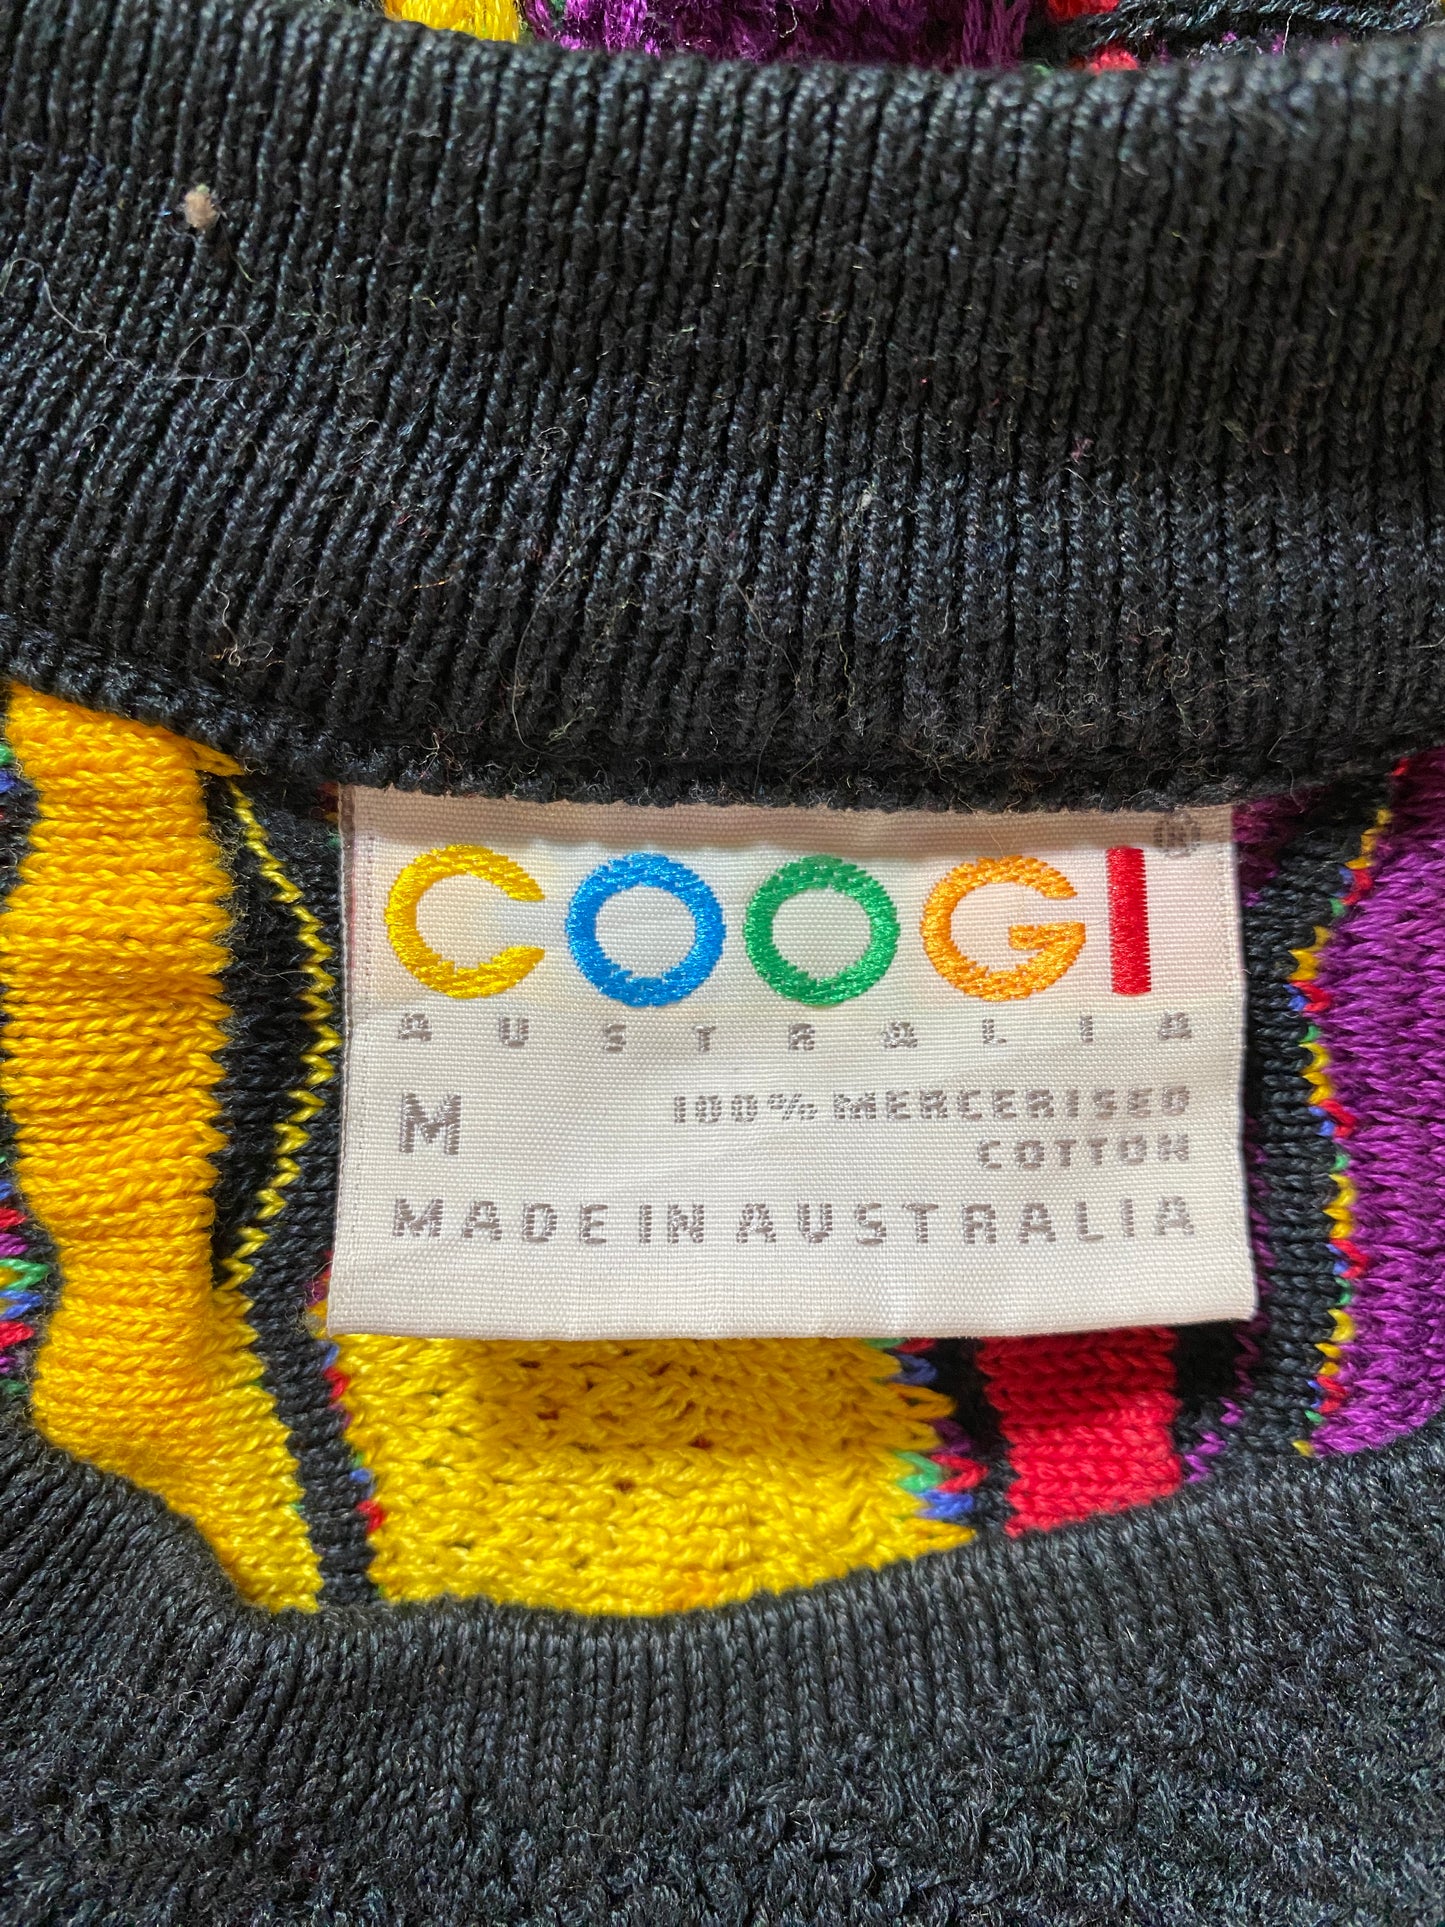 COOGI®
AUSTRALIA
M 100% MERCERISED
COTTON
MADE IN AUSTRALIA